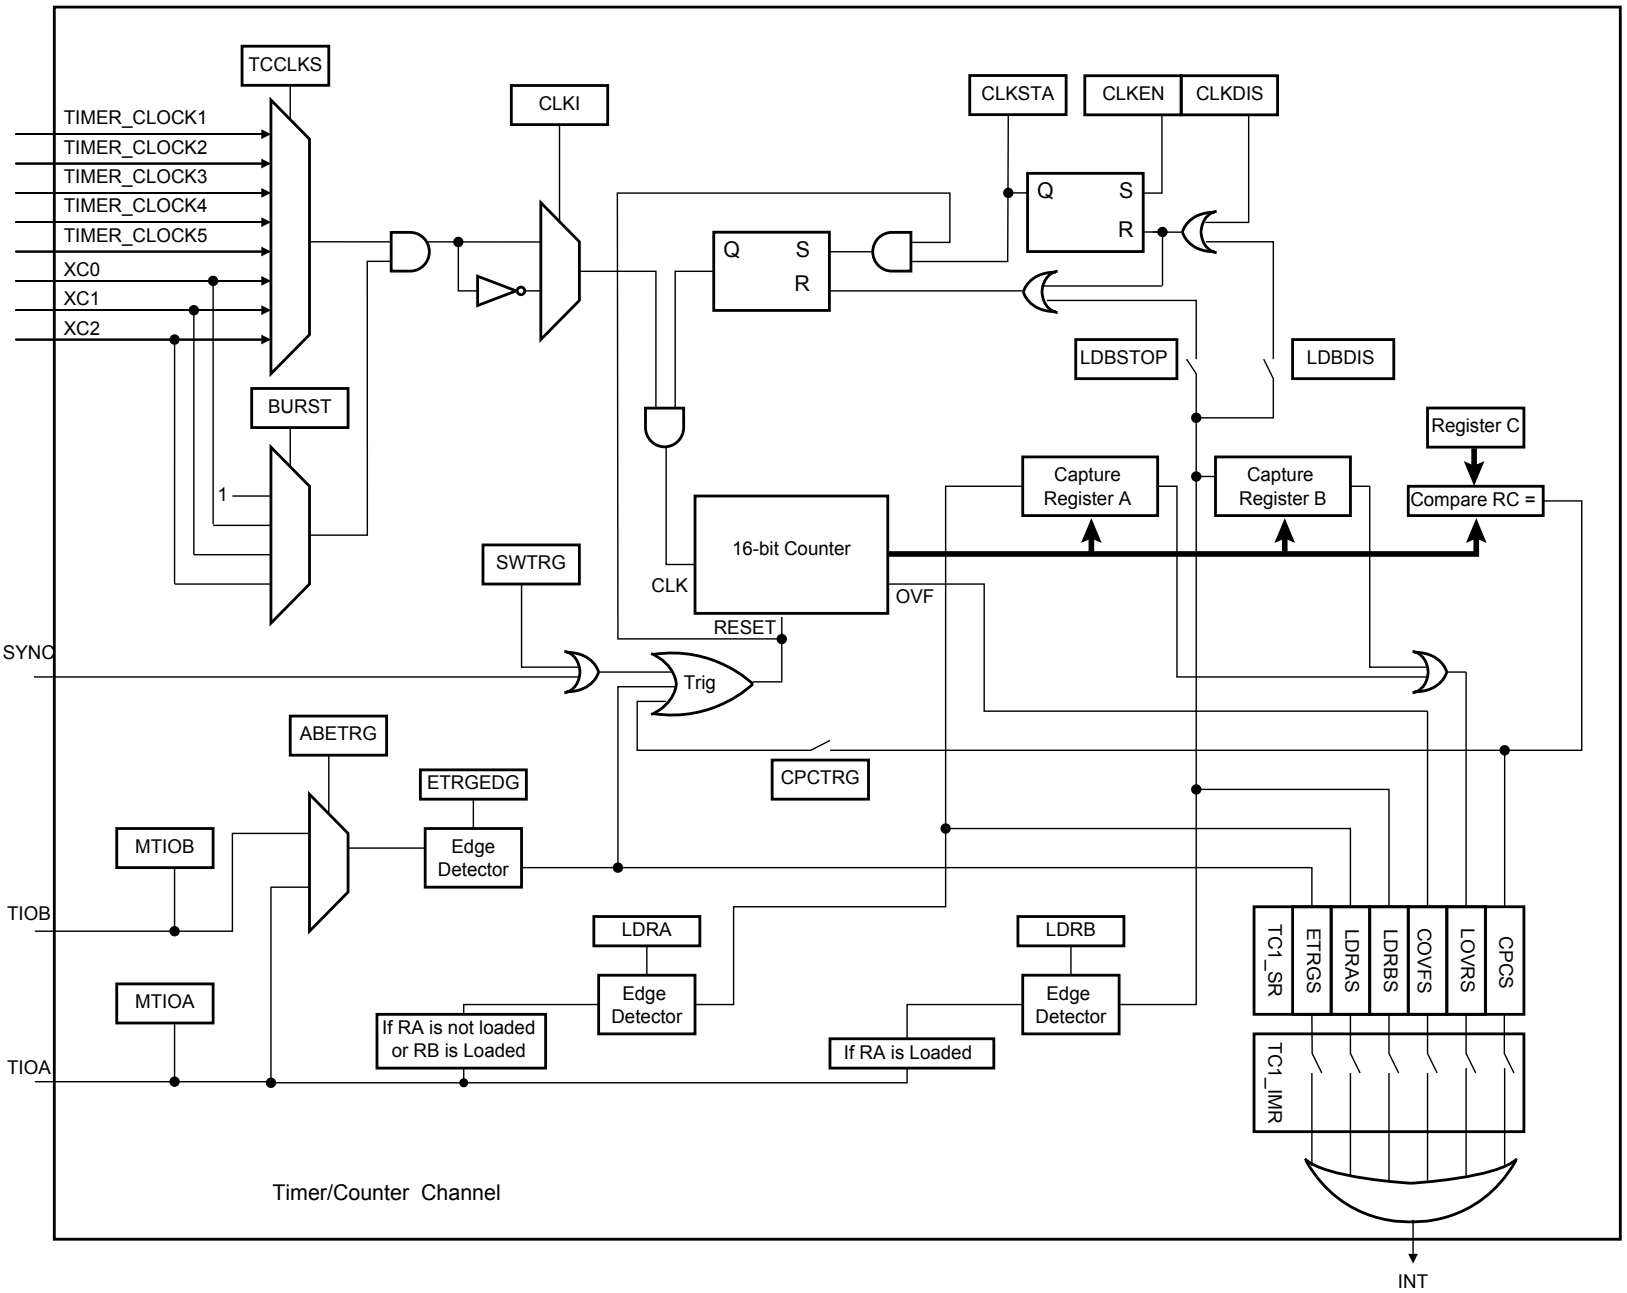 TCCLKS
CLKI
CLKSTA
CLKEN
CLKDIS
TIMER_CLOCK1
TIMER_CLOCK2
TIMER_CLOCK3
TIMER_CLOCK4
TIMER_CLOCK5
XC0
XC1
XC2
Q
S
R
Q
S
R
LDBSTOP
LDBDIS
BURST
1
Register C
Capture
Register A
Capture
Register B
Compare RC =
16-bit Counter
SWTRG
CLK
OVF
RESET
SYNC
Trig
ABETRG
CPCTRG
ETRGEDG
MTIOB
Edge
Detector
TIOB
LDRA
LDRB
MTIOA
Edge
Detector
Edge
Detector
If RA is not loaded
or RB is Loaded
If RA is Loaded
TIOA
TC1_SR
ETRGS
LDRAS
LDRBS
COVFS
LOVRS
CPCS
TC1_IMR
Timer/Counter Channel
INT